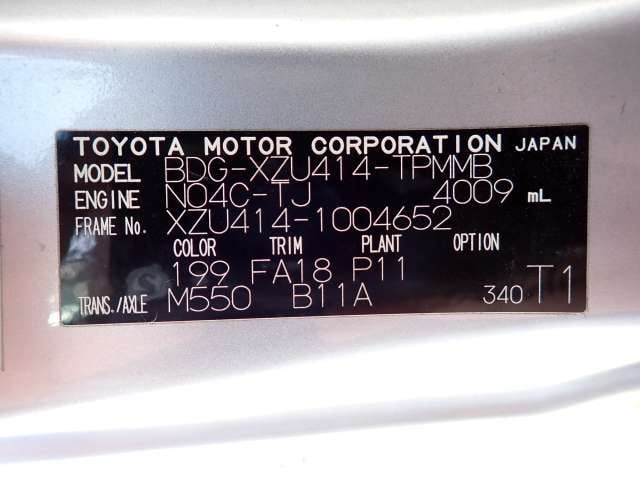 TOYOTA MOTOR CORPORATION JAPAN
MODEL BDG-XZU414-TPMMB
ENGINE N04C-TJ 4009 mL
FRAME No. XZU414-1004652
COLOR TRIM PLANT OPTION
199 FA18 P11
TRANS./AXLE M550 B11A 340 T1